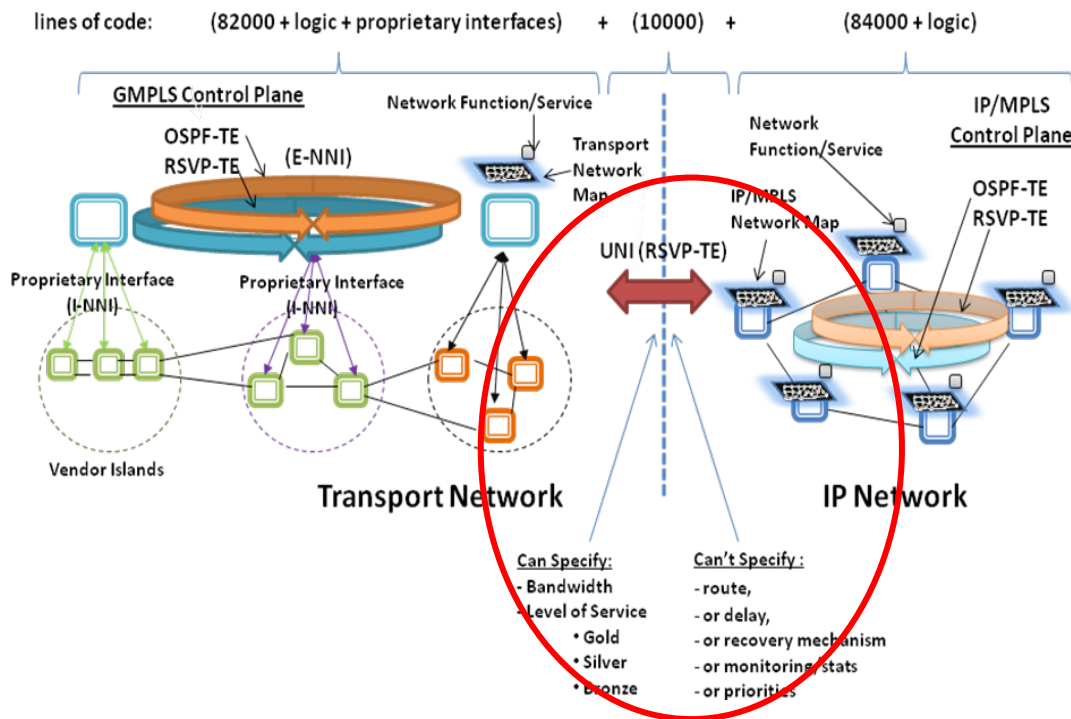 lines of code: (82000 + logic + proprietary interfaces) + (10000) + (84000 + logic)
GMPLS Control Plane
OSPF-TE
RSVP-TE
(E-NNI)
Network Function/Service
Transport
Network
Map
Network
Function/Service
IP/MPLS
Control Plane
IP/MPLS
Network Map
OSPF-TE
RSVP-TE
UNI (RSVP-TE)
Proprietary Interface
(I-NNI)
Proprietary Interface
(I-NNI)
Vendor Islands
Transport Network
IP Network
Can Specify:
- Bandwidth
- Level of Service
• Gold
• Silver
• Bronze
Can't Specify :
- route,
- or delay,
- or recovery mechanism
- or monitoring/stats
- or priorities